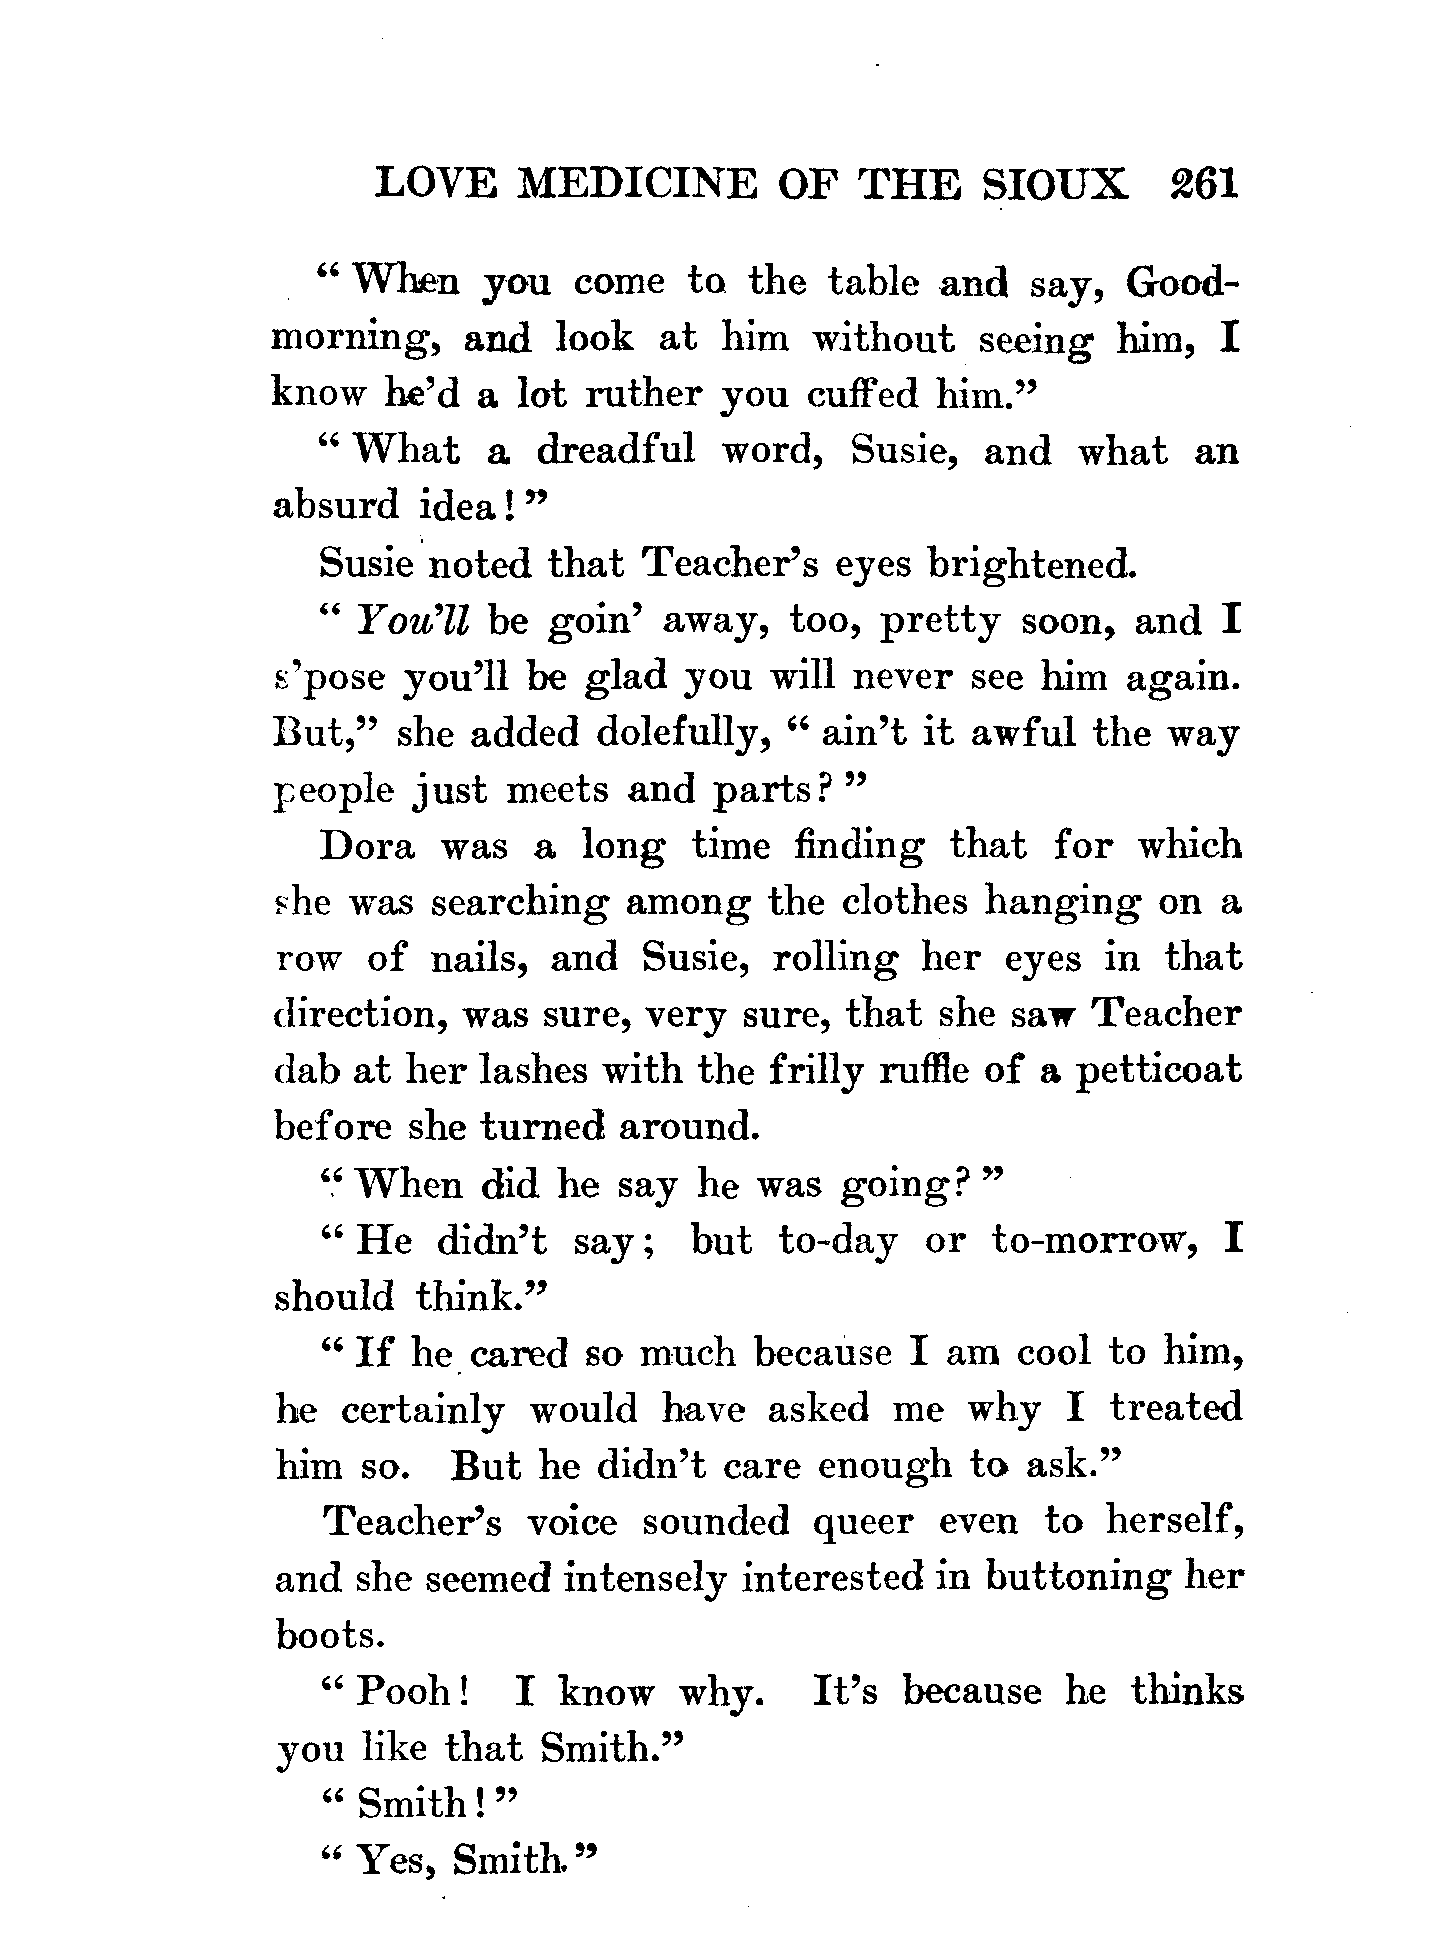 LOVE MEDICINE OF THE SIOUX 261
“ When you come to the table and say, Good-
morning, and look at him without seeing him, I
know he’d a lot ruther you cuffed him.”
“ What a dreadful word, Susie, and what an
absurd idea! ”
Susie noted that Teacher’s eyes brightened.
“ You’ll be goin’ away, too, pretty soon, and I
s’pose you’ll be glad you will never see him again.
But,” she added dolefully, “ ain’t it awful the way
people just meets and parts? ”
Dora was a long time finding that for which
she was searching among the clothes hanging on a
row of nails, and Susie, rolling her eyes in that
direction, was sure, very sure, that she saw Teacher
dab at her lashes with the frilly ruffle of a petticoat
before she turned around.
“ When did he say he was going? ”
“ He didn’t say; but to-day or to-morrow, I
should think.”
“ If he cared so much because I am cool to him,
he certainly would have asked me why I treated
him so. But he didn’t care enough to ask.”
Teacher’s voice sounded queer even to herself,
and she seemed intensely interested in buttoning her
boots.
“ Pooh! I know why. It’s because he thinks
you like that Smith.”
“ Smith! ”
“ Yes, Smith.”